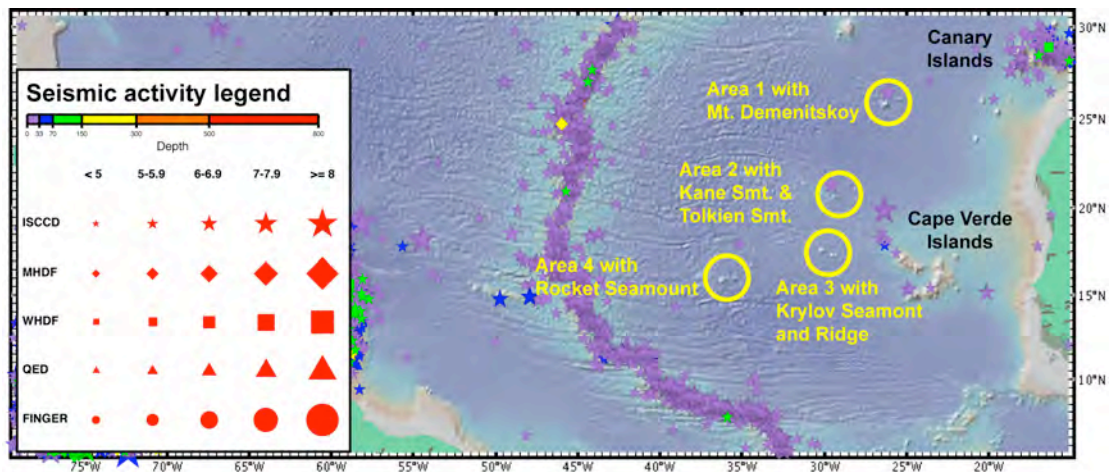 Seismic activity legend
0 33 70 150 300 500 800
Depth
< 5 5-5.9 6-6.9 7-7.9 >= 8
ISCCD
MHDF
WHDF
QED
FINGER
Area 1 with
Mt. Demenitskoy
Area 2 with
Kane Smt. &
Tolkien Smt.
Area 3 with
Krylov Seamont
and Ridge
Area 4 with
Rocket Seamount
Canary
Islands
Cape Verde
Islands
30°N
25°N
20°N
15°N
10°N
75°W 70°W 65°W 60°W 55°W 50°W 45°W 40°W 35°W 30°W 25°W 20°W